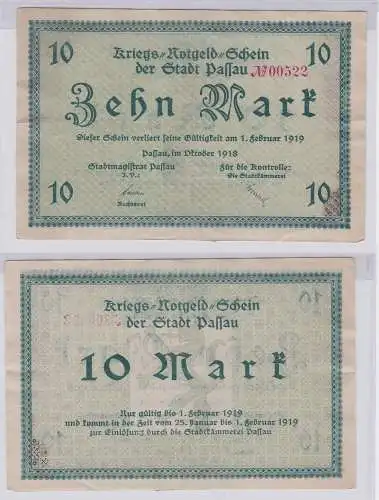 10 Kriegs=Notgeld=Schein 10
der Stadt Passau № 00522
Zehn Mark
Dieser Schein verliert seine Gültigkeit am 1. Februar 1919
Passau, im Oktober 1918
Stadtmagistrat Passau Für die Kontrolle:
J. V.: Die Stadtkämmerei
10 10
Rechtsrat
Kriegs=Notgeld=Schein
der Stadt Passau
10 Mark
Nur gültig bis 1. Februar 1919
und kommt in der Zeit vom 25. Januar bis 1. Februar 1919
zur Einlösung durch die Stadtkämmerei Passau